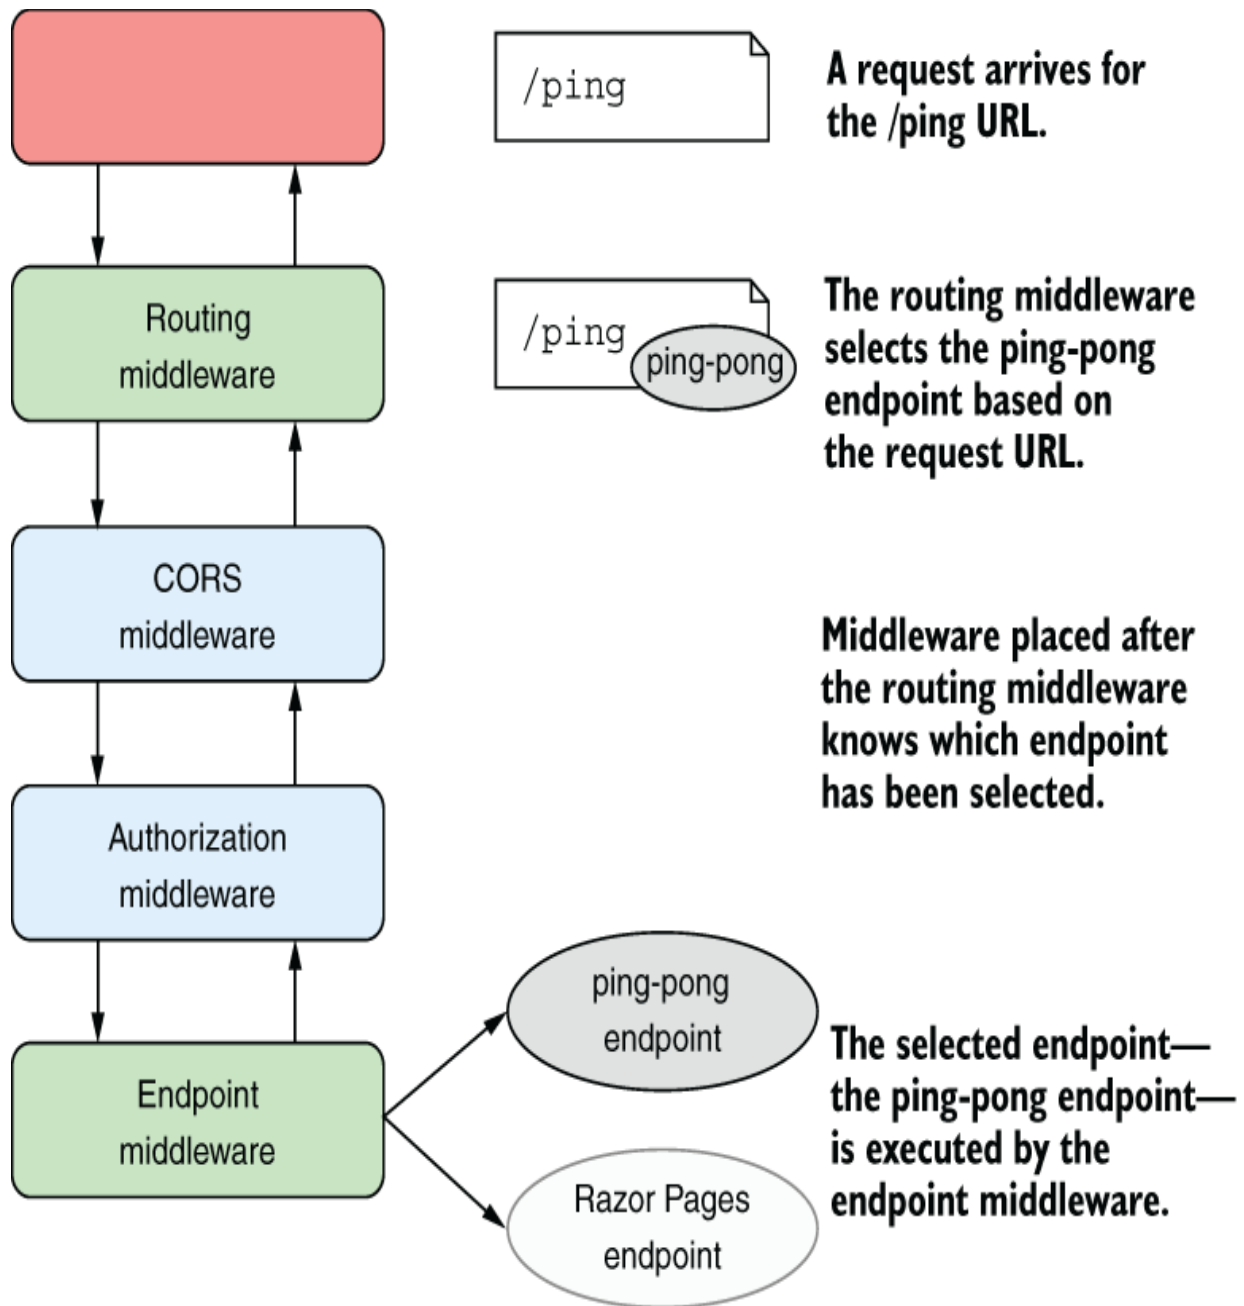 /ping
A request arrives for
the /ping URL.
Routing
middleware
/ping
ping-pong
The routing middleware
selects the ping-pong
endpoint based on
the request URL.
CORS
middleware
Middleware placed after
the routing middleware
knows which endpoint
has been selected.
Authorization
middleware
Endpoint
middleware
ping-pong
endpoint
Razor Pages
endpoint
The selected endpoint—
the ping-pong endpoint—
is executed by the
endpoint middleware.